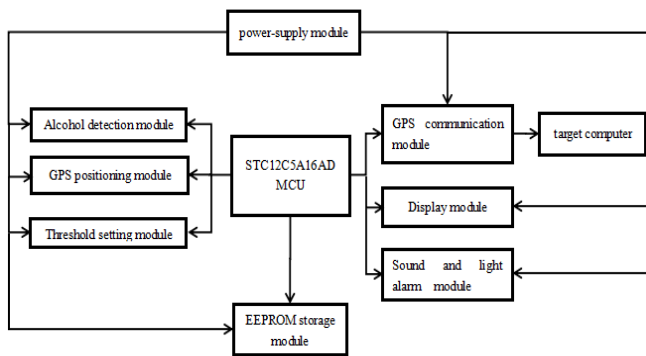 power-supply module
Alcohol detection module
GPS positioning module
Threshold setting module
STC12C5A16AD
MCU
EEPROM storage
module
GPS communication
module
target computer
Display module
Sound and light
alarm module